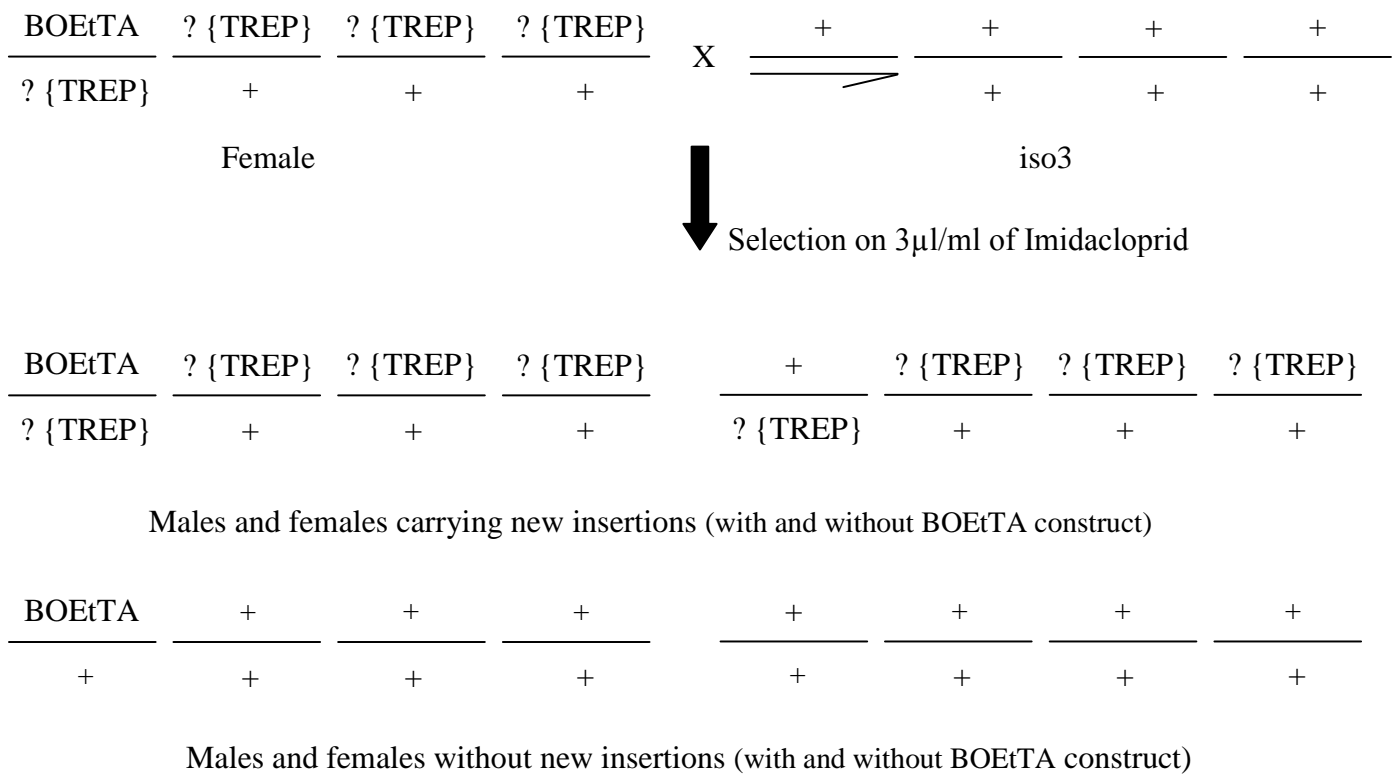 BOEtTA ? {TREP} ? {TREP} ? {TREP} + + + +
X
? {TREP} + + + + + +
Female iso3
Selection on 3µl/ml of Imidacloprid
BOEtTA ? {TREP} ? {TREP} ? {TREP} + ? {TREP} ? {TREP} ? {TREP}
? {TREP} + + + ? {TREP} + + +
Males and females carrying new insertions (with and without BOEtTA construct)
BOEtTA + + + + + + +
+ + + + + + + +
Males and females without new insertions (with and without BOEtTA construct)